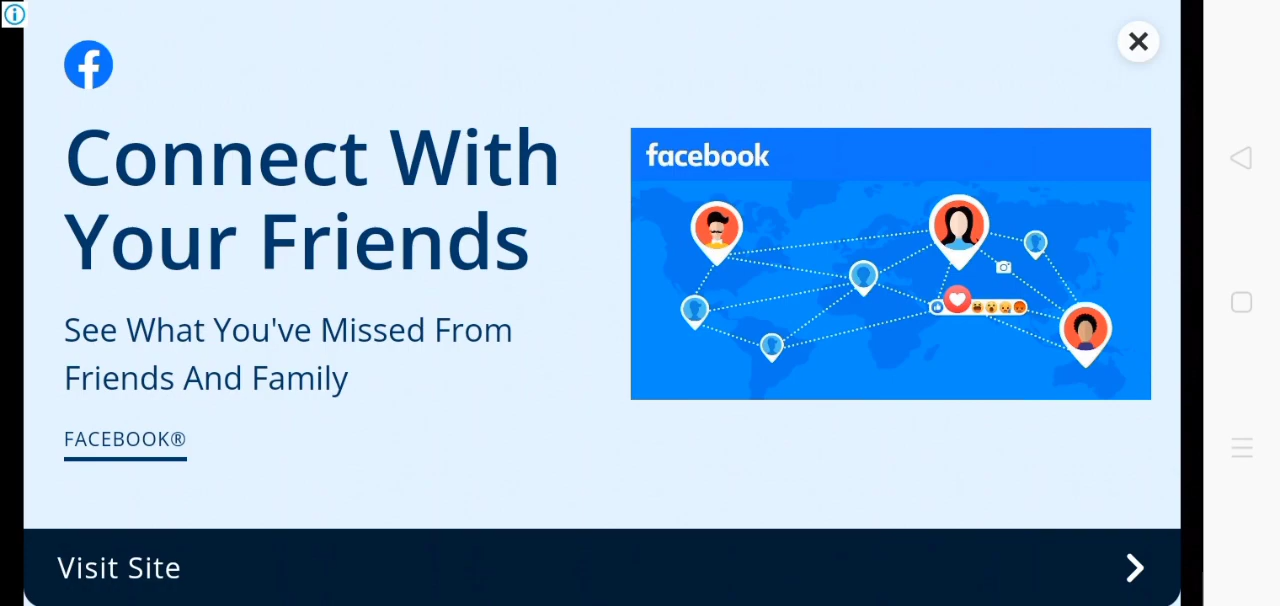 Connect With
Your Friends
See What You've Missed From
Friends And Family
FACEBOOK®
facebook
Visit Site